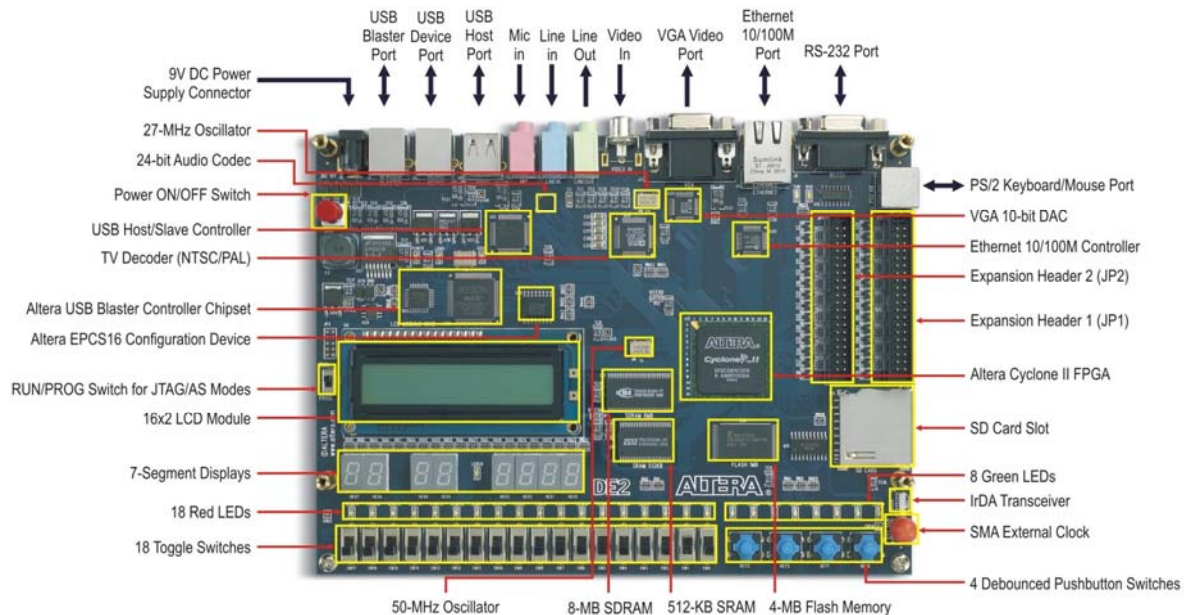 USB
Blaster
Port
USB
Device
Port
USB
Host
Port
Mic
in
Line
in
Line
Out
Video
In
VGA Video
Port
Ethernet
10/100M
Port
RS-232 Port
9V DC Power
Supply Connector
27-MHz Oscillator
24-bit Audio Codec
Power ON/OFF Switch
USB Host/Slave Controller
TV Decoder (NTSC/PAL)
Altera USB Blaster Controller Chipset
Altera EPCS16 Configuration Device
RUN/PROG Switch for JTAG/AS Modes
16x2 LCD Module
7-Segment Displays
18 Red LEDs
18 Toggle Switches
PS/2 Keyboard/Mouse Port
VGA 10-bit DAC
Ethernet 10/100M Controller
Expansion Header 2 (JP2)
Expansion Header 1 (JP1)
Altera Cyclone II FPGA
SD Card Slot
8 Green LEDs
IrDA Transceiver
SMA External Clock
4 Debounced Pushbutton Switches
50-MHz Oscillator
8-MB SDRAM
512-KB SRAM
4-MB Flash Memory
ALTERA
Cyclone II
©ALTERA
www.altera.com
DE2
ALTERA
SD CARD